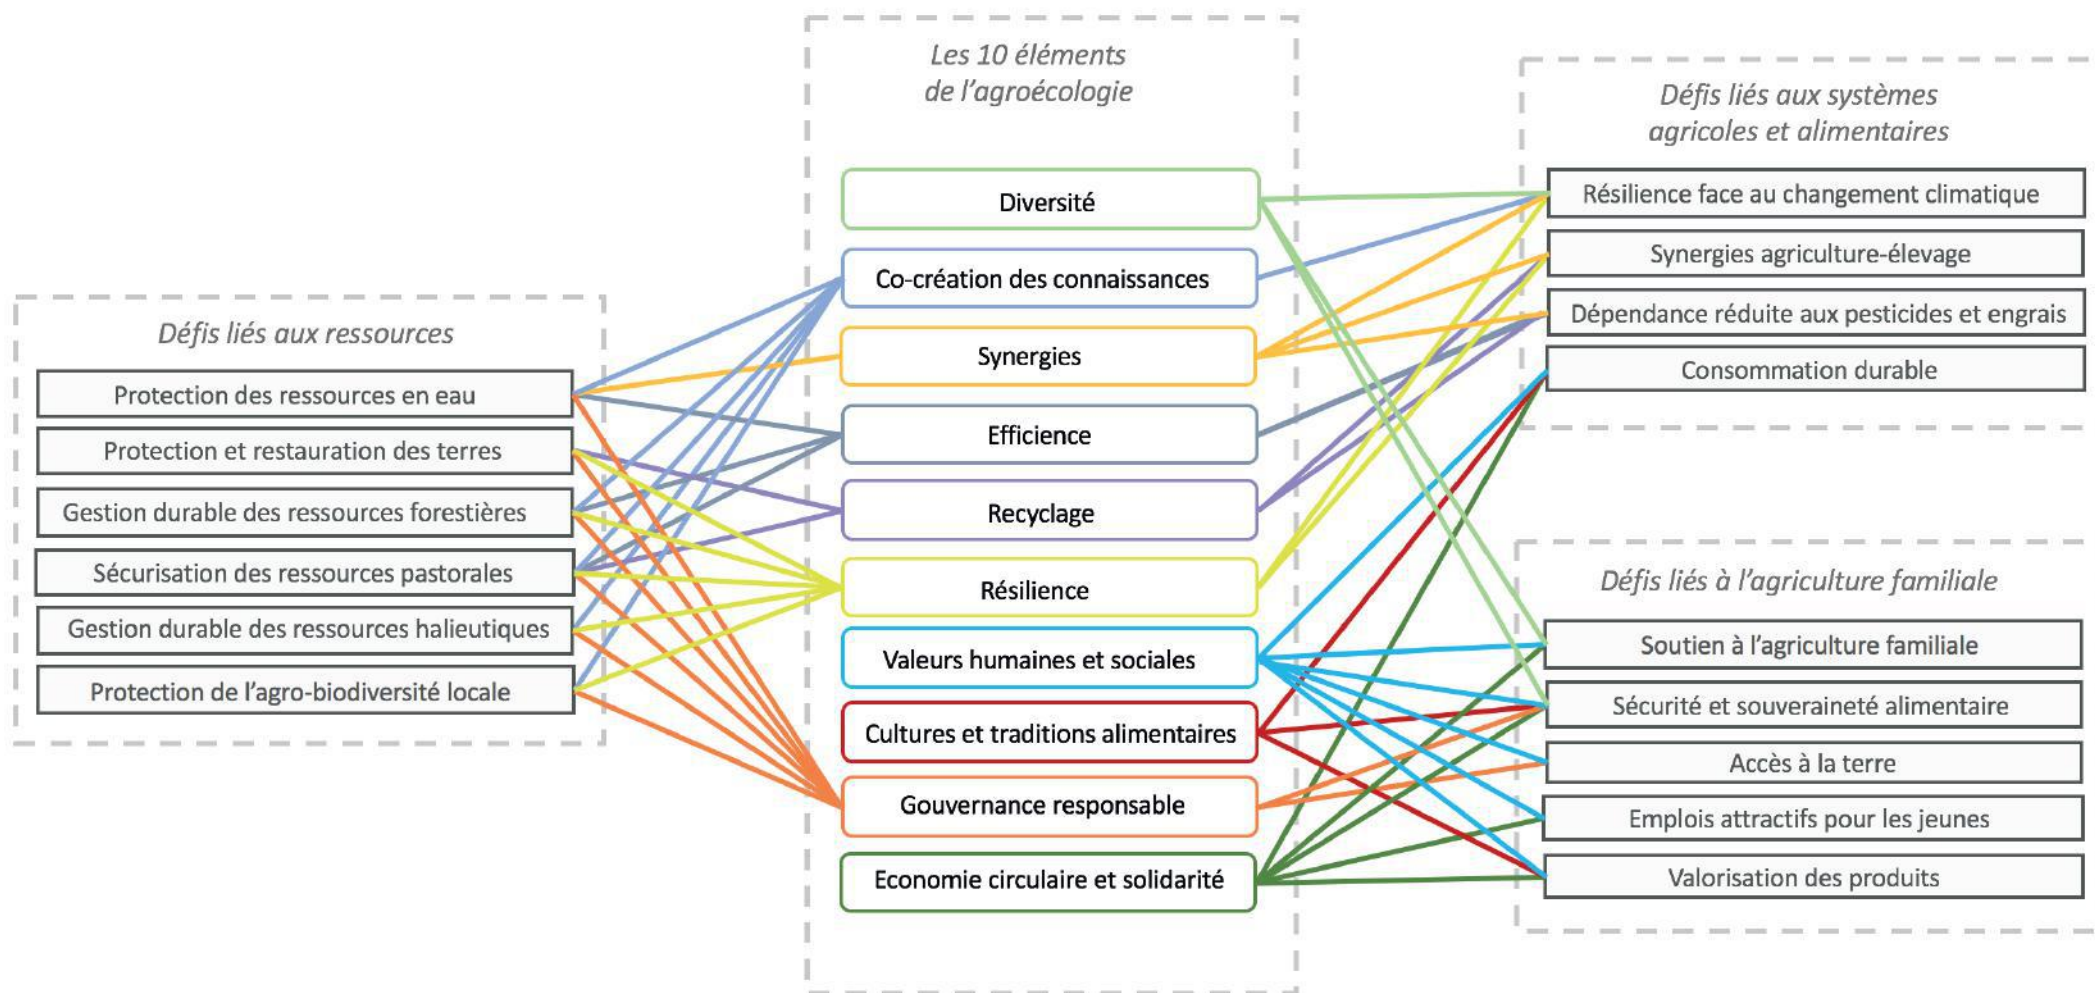 Les 10 éléments
de l'agroécologie
Défis liés aux ressources
Protection des ressources en eau
Protection et restauration des terres
Gestion durable des ressources forestières
Sécurisation des ressources pastorales
Gestion durable des ressources halieutiques
Protection de l'agro-biodiversité locale
Diversité
Co-création des connaissances
Synergies
Efficience
Recyclage
Résilience
Valeurs humaines et sociales
Cultures et traditions alimentaires
Gouvernance responsable
Economie circulaire et solidarité
Défis liés aux systèmes
agricoles et alimentaires
Résilience face au changement climatique
Synergies agriculture-élevage
Dépendance réduite aux pesticides et engrais
Consommation durable
Défis liés à l'agriculture familiale
Soutien à l'agriculture familiale
Sécurité et souveraineté alimentaire
Accès à la terre
Emplois attractifs pour les jeunes
Valorisation des produits